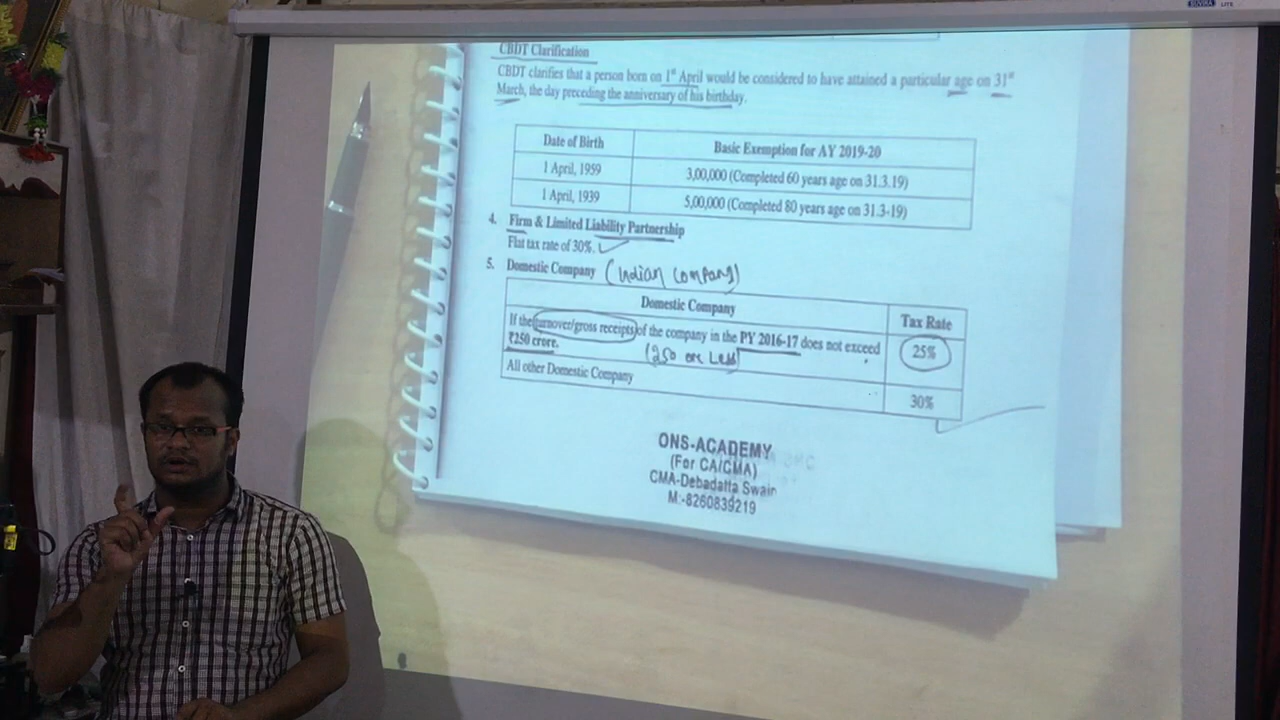 EUVIKA LITE
CBDT Clarification
CBDT clarifies that a person born on 1st April would be considered to have attained a particular age on 31st
March, the day preceding the anniversary of his birthday.
Date of Birth Basic Exemption for AY 2019-20
1 April, 1959 3,00,000 (Completed 60 years age on 31.3.19)
1 April, 1939 5,00,000 (Completed 80 years age on 31.3-19)
4. Firm & Limited Liability Partnership
Flat tax rate of 30%.
5. Domestic Company (Indian Company)
Domestic Company Tax Rate
If the turnover/gross receipts of the company in the PY 2016-17 does not exceed 25%
₹250 crore. (250 or Less)
All other Domestic Company 30%
ONS-ACADEMY
(For CA/CMA)
CMA-Debadatta Swain
M:-8260839219